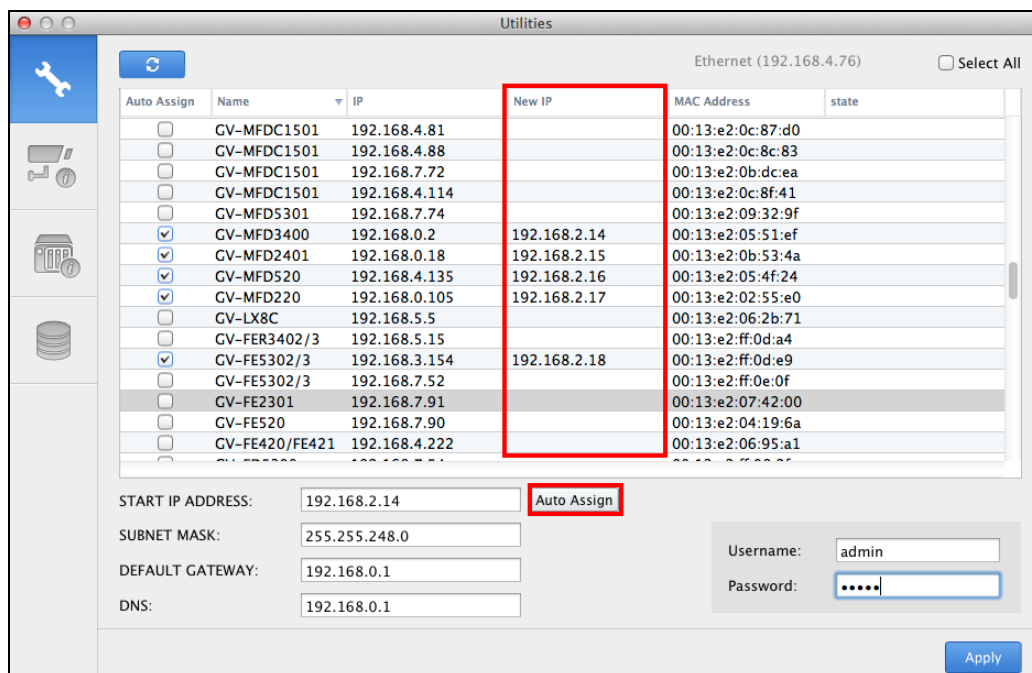 Utilities
Ethernet (192.168.4.76) Select All
Auto Assign Name IP New IP MAC Address state
GV-MFDC1501 192.168.4.81 00:13:e2:0c:87:d0
GV-MFDC1501 192.168.4.88 00:13:e2:0c:8c:83
GV-MFDC1501 192.168.7.72 00:13:e2:0b:dc:ea
GV-MFDC1501 192.168.4.114 00:13:e2:0c:8f:41
GV-MFD5301 192.168.7.74 00:13:e2:09:32:9f
GV-MFD3400 192.168.0.2 192.168.2.14 00:13:e2:05:51:ef
GV-MFD2401 192.168.0.18 192.168.2.15 00:13:e2:0b:53:4a
GV-MFD520 192.168.4.135 192.168.2.16 00:13:e2:05:4f:24
GV-MFD220 192.168.0.105 192.168.2.17 00:13:e2:02:55:e0
GV-LX8C 192.168.5.5 00:13:e2:06:2b:71
GV-FER3402/3 192.168.5.15 00:13:e2:ff:0d:a4
GV-FE5302/3 192.168.3.154 192.168.2.18 00:13:e2:ff:0d:e9
GV-FE5302/3 192.168.7.52 00:13:e2:ff:0e:0f
GV-FE2301 192.168.7.91 00:13:e2:07:42:00
GV-FE520 192.168.7.90 00:13:e2:04:19:6a
GV-FE420/FE421 192.168.4.222 00:13:e2:06:95:a1
START IP ADDRESS: 192.168.2.14 Auto Assign
SUBNET MASK: 255.255.248.0
DEFAULT GATEWAY: 192.168.0.1
DNS: 192.168.0.1
Username: admin
Password: •••••
Apply